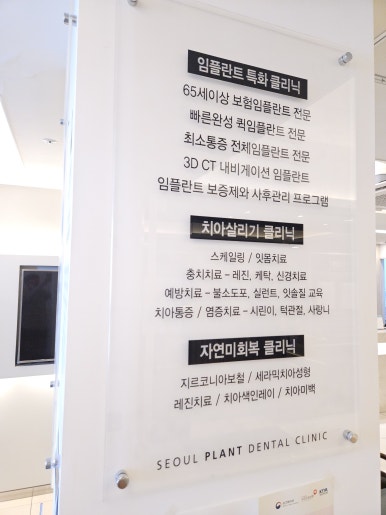 임플란트 특화 클리닉
65세이상 보험임플란트 전문
빠른완성 퀵임플란트 전문
최소통증 전체임플란트 전문
3D CT 내비게이션 임플란트
임플란트 보증제와 사후관리 프로그램
치아살리기 클리닉
스케일링 / 잇몸치료
충치치료 – 레진, 케탁, 신경치료
예방치료 – 불소도포, 실런트, 잇솔질 교육
치아통증 / 염증치료 – 시린이, 턱관절, 사랑니
자연미회복 클리닉
지르코니아보철 / 세라믹치아성형
레진치료 / 치아색인레이 / 치아미백
SEOUL PLANT DENTAL CLINIC